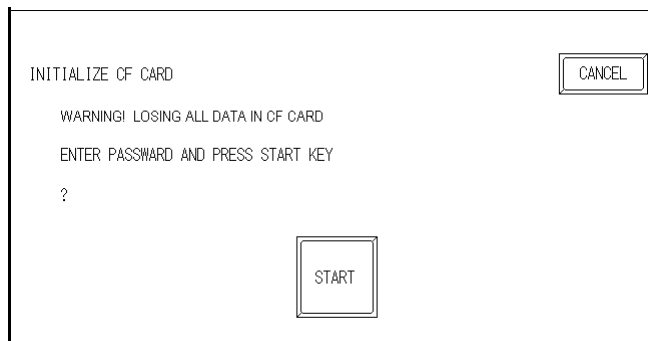 INITIALIZE CF CARD
CANCEL
WARNING! LOSING ALL DATA IN CF CARD
ENTER PASSWARD AND PRESS START KEY
?
START